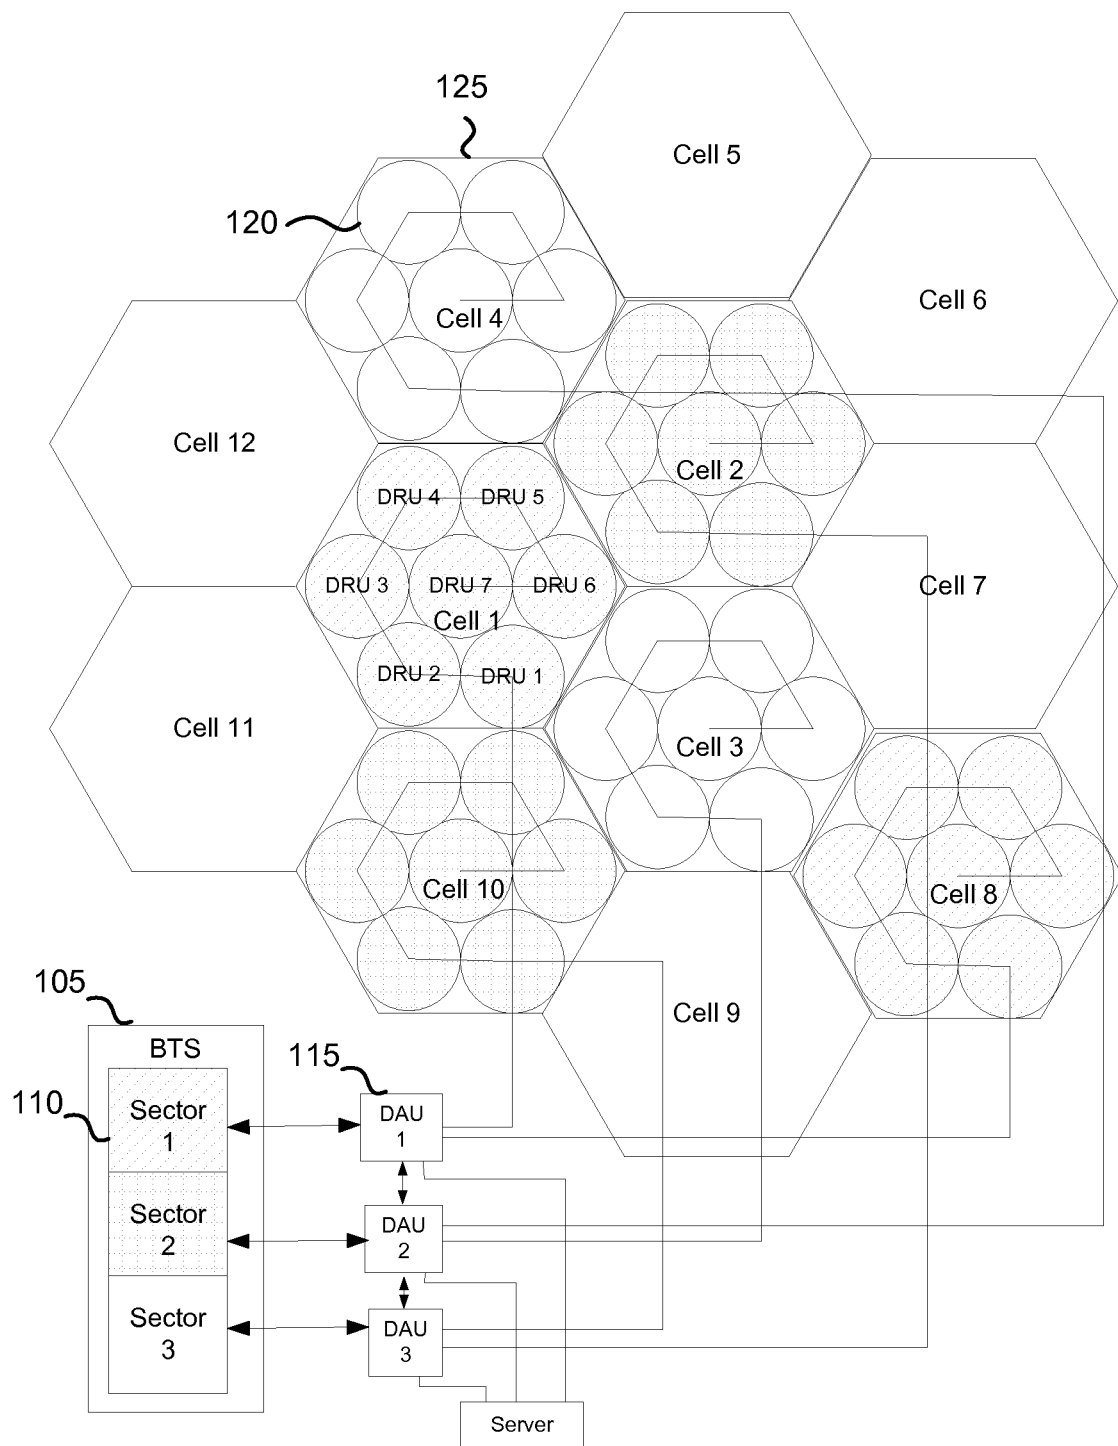 125
Cell 5
120
Cell 6
Cell 4
Cell 12
Cell 2
DRU 4
DRU 5
DRU 3
DRU 7
DRU 6
Cell 7
Cell 1
DRU 2
DRU 1
Cell 11
Cell 3
Cell 10
Cell 8
105
Cell 9
BTS
115
110
Sector
1
DAU
1
Sector
2
DAU
2
Sector
3
DAU
3
Server